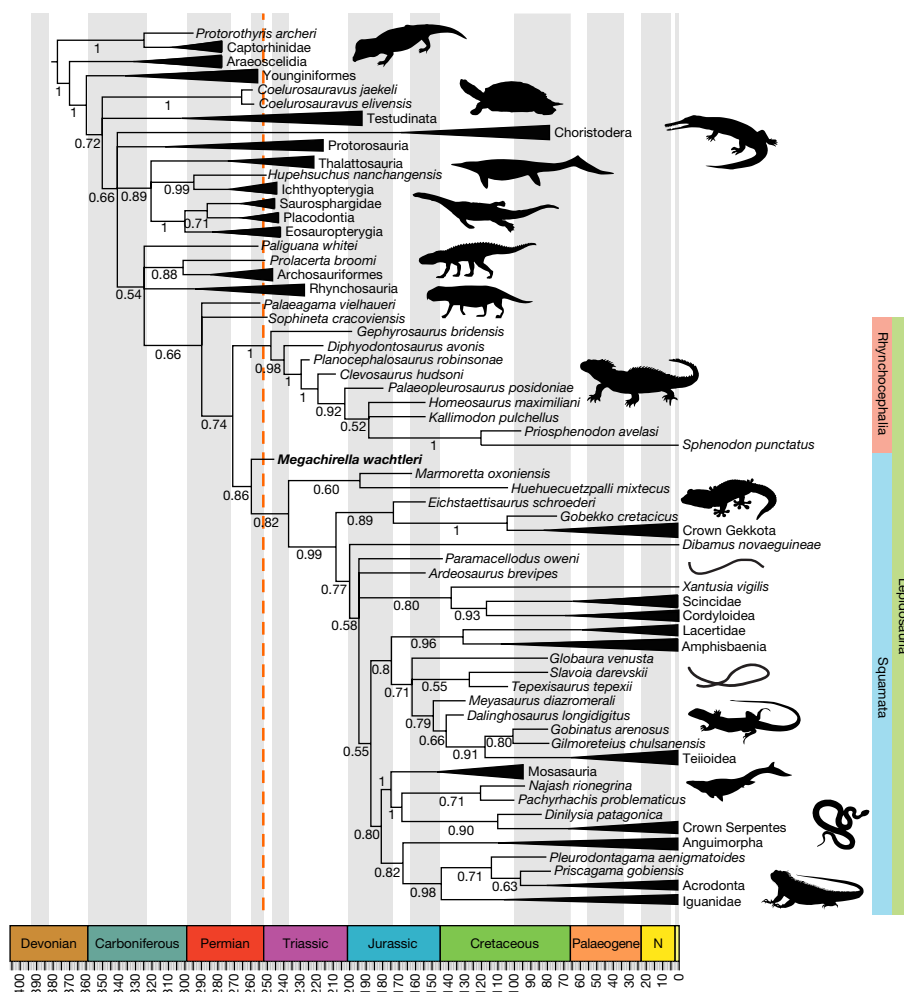 Protorothyris archeri
1
Captorhinidae
Araeoscelidia
Younginiformes
1
1
Coelurosauravus jaekeli
1
Coelurosauravus elivensis
Testudinata
Choristodera
0.72
Protorosauria
Thalattosauria
Hupehsuchus nanchangensis
0.66
0.89
0.99
Ichthyopterygia
Saurosphargidae
1
0.71
Placodontia
Eosauropterygia
Paliguana whitei
Prolacerta broomi
0.88
Archosauriformes
0.54
Rhynchosauria
Palaeagama vielhaueri
Sophineta cracoviensis
Gephyrosaurus bridensis
0.66
1
Diphyodontosaurus avonis
0.98
Planocephalosaurus robinsonae
1
Clevosaurus hudsoni
1
Palaeopleurosaurus posidoniae
0.92
Homeosaurus maximiliani
0.52
Kallimodon pulchellus
0.74
Priosphenodon avelasi
1
Sphenodon punctatus
Rhynchocephalia
Megachirella wachtleri
0.86
Marmoretta oxoniensis
0.60
Huehuecuetzpalli mixtecus
0.82
Eichstaettisaurus schroederi
0.89
Gobekko cretacicus
1
Crown Gekkota
0.99
Dibamus novaeguineae
Paramacellodus oweni
Ardeosaurus brevipes
0.77
Xantusia vigilis
0.80
Scincidae
0.93
Cordyloidea
0.58
Lacertidae
0.96
Amphisbaenia
Globaura venusta
0.8
Slavoia darevskii
0.71
0.55
Tepexisaurus tepexii
Meyasaurus diazromerali
0.79
Dalinghosaurus longidigitus
0.66
Gobinatus arenosus
0.80
Gilmoreteius chulsanensis
0.91
Teiioidea
0.55
Mosasauria
1
Najash rionegrina
0.71
Pachyrhachis problematicus
1
Dinilysia patagonica
0.90
Crown Serpentes
0.80
Anguimorpha
Pleurodontagama aenigmatoides
0.82
0.71
Priscagama gobiensis
0.63
Acrodonta
0.98
Iguanidae
Squamata
Lepidosauria
Devonian Carboniferous Permian Triassic Jurassic Cretaceous Palaeogene N
400 390 380 370 360 350 340 330 320 310 300 290 280 270 260 250 240 230 220 210 200 190 180 170 160 150 140 130 120 110 100 90 80 70 60 50 40 30 20 10 0